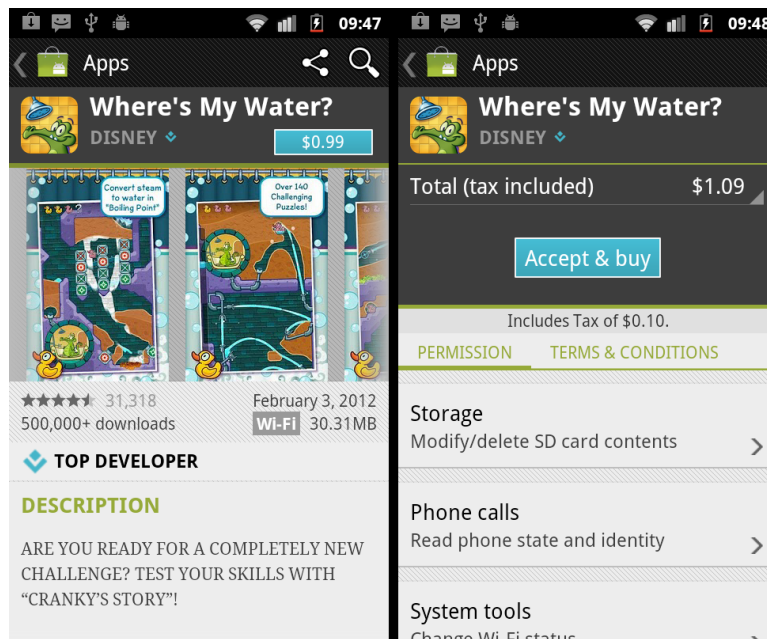 09:47
Apps
Where's My Water?
DISNEY
$0.99
Convert steam
to water in
"Boiling Point"
Over 140
Challenging
Puzzles!
31,318
February 3, 2012
500,000+ downloads
Wi-Fi 30.31MB
TOP DEVELOPER
DESCRIPTION
ARE YOU READY FOR A COMPLETELY NEW
CHALLENGE? TEST YOUR SKILLS WITH
“CRANKY’S STORY”!
09:48
Apps
Where's My Water?
DISNEY
Total (tax included) $1.09
Accept & buy
Includes Tax of $0.10.
PERMISSION TERMS & CONDITIONS
Storage
Modify/delete SD card contents
Phone calls
Read phone state and identity
System tools
Change Wi-Fi status